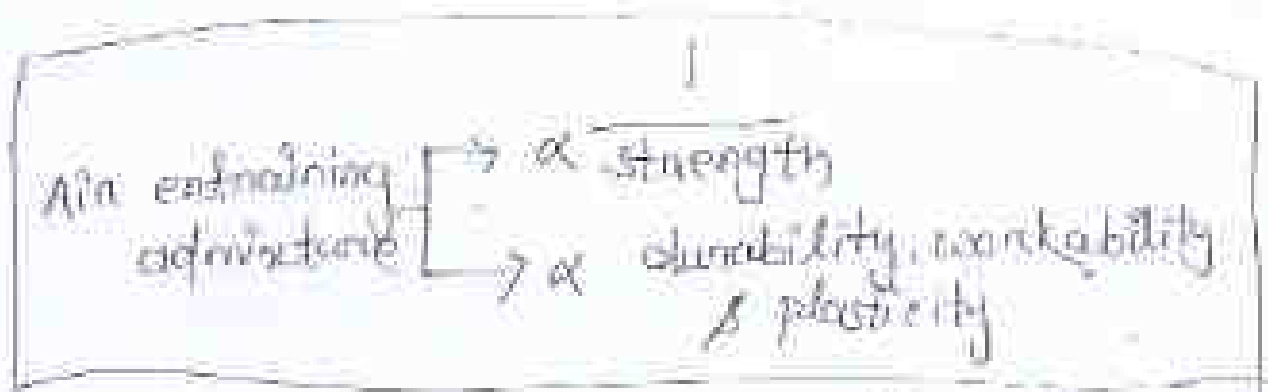 1
Air entraining → α strength
admixture → α durability, workability
& plasticity